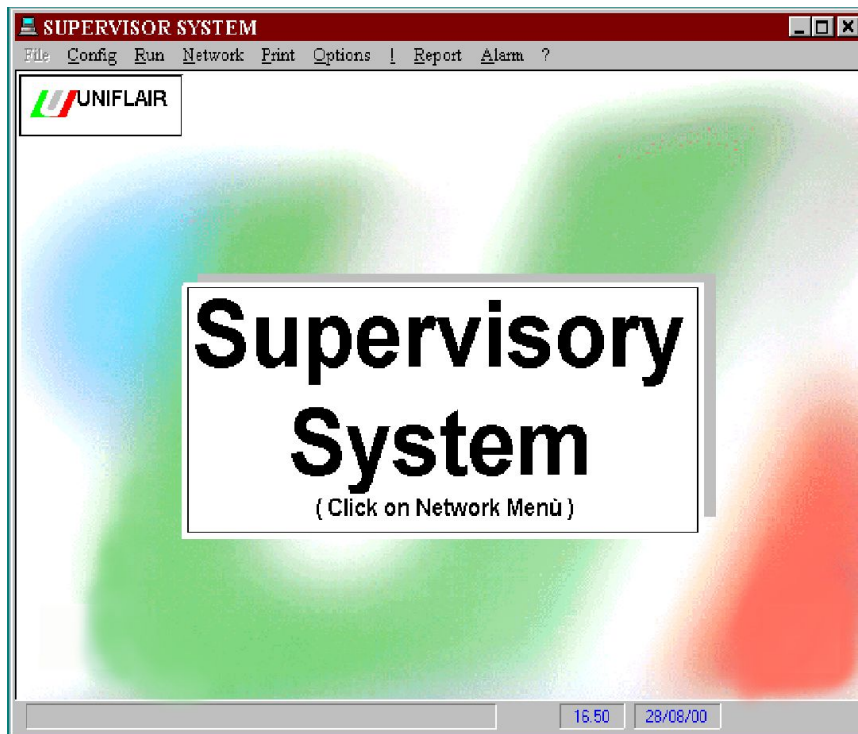 SUPERVISOR SYSTEM
File Config Run Network Print Options ! Report Alarm ?
UNIFLAIR
Supervisory
System
( Click on Network Menù )
16.50 28/08/00